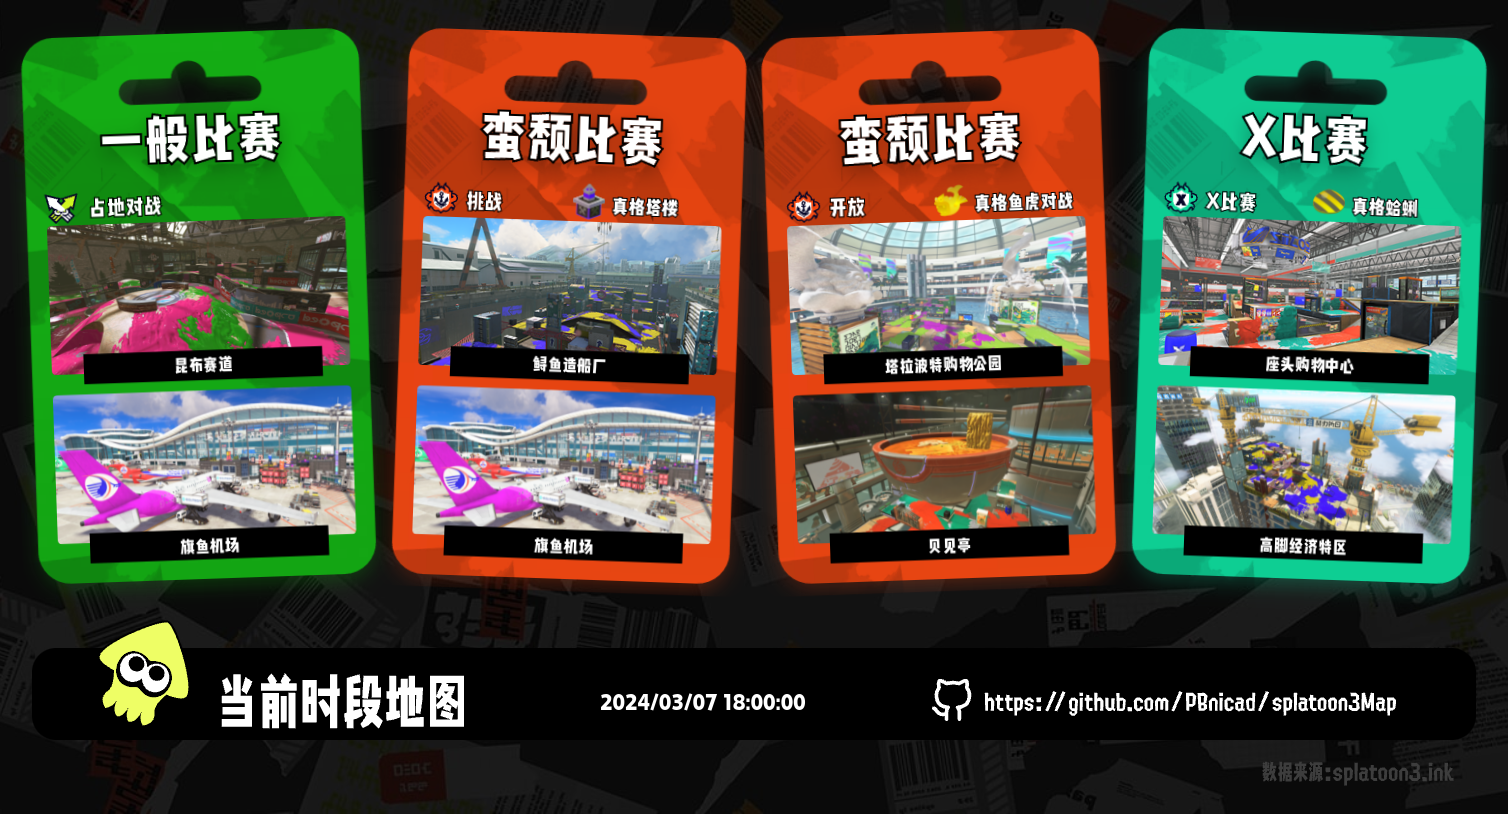 一般比赛
占地对战
昆布赛道
旗鱼机场
蛮颓比赛
挑战
真格塔楼
鲟鱼造船厂
旗鱼机场
蛮颓比赛
开放
真格鱼虎对战
塔拉波特购物公园
贝贝亭
X比赛
X比赛
真格蛤蜊
座头购物中心
高脚经济特区
当前时段地图
2024/03/07 18:00:00
https://github.com/PBnicad/splatoon3Map
数据来源:splatoon3.ink